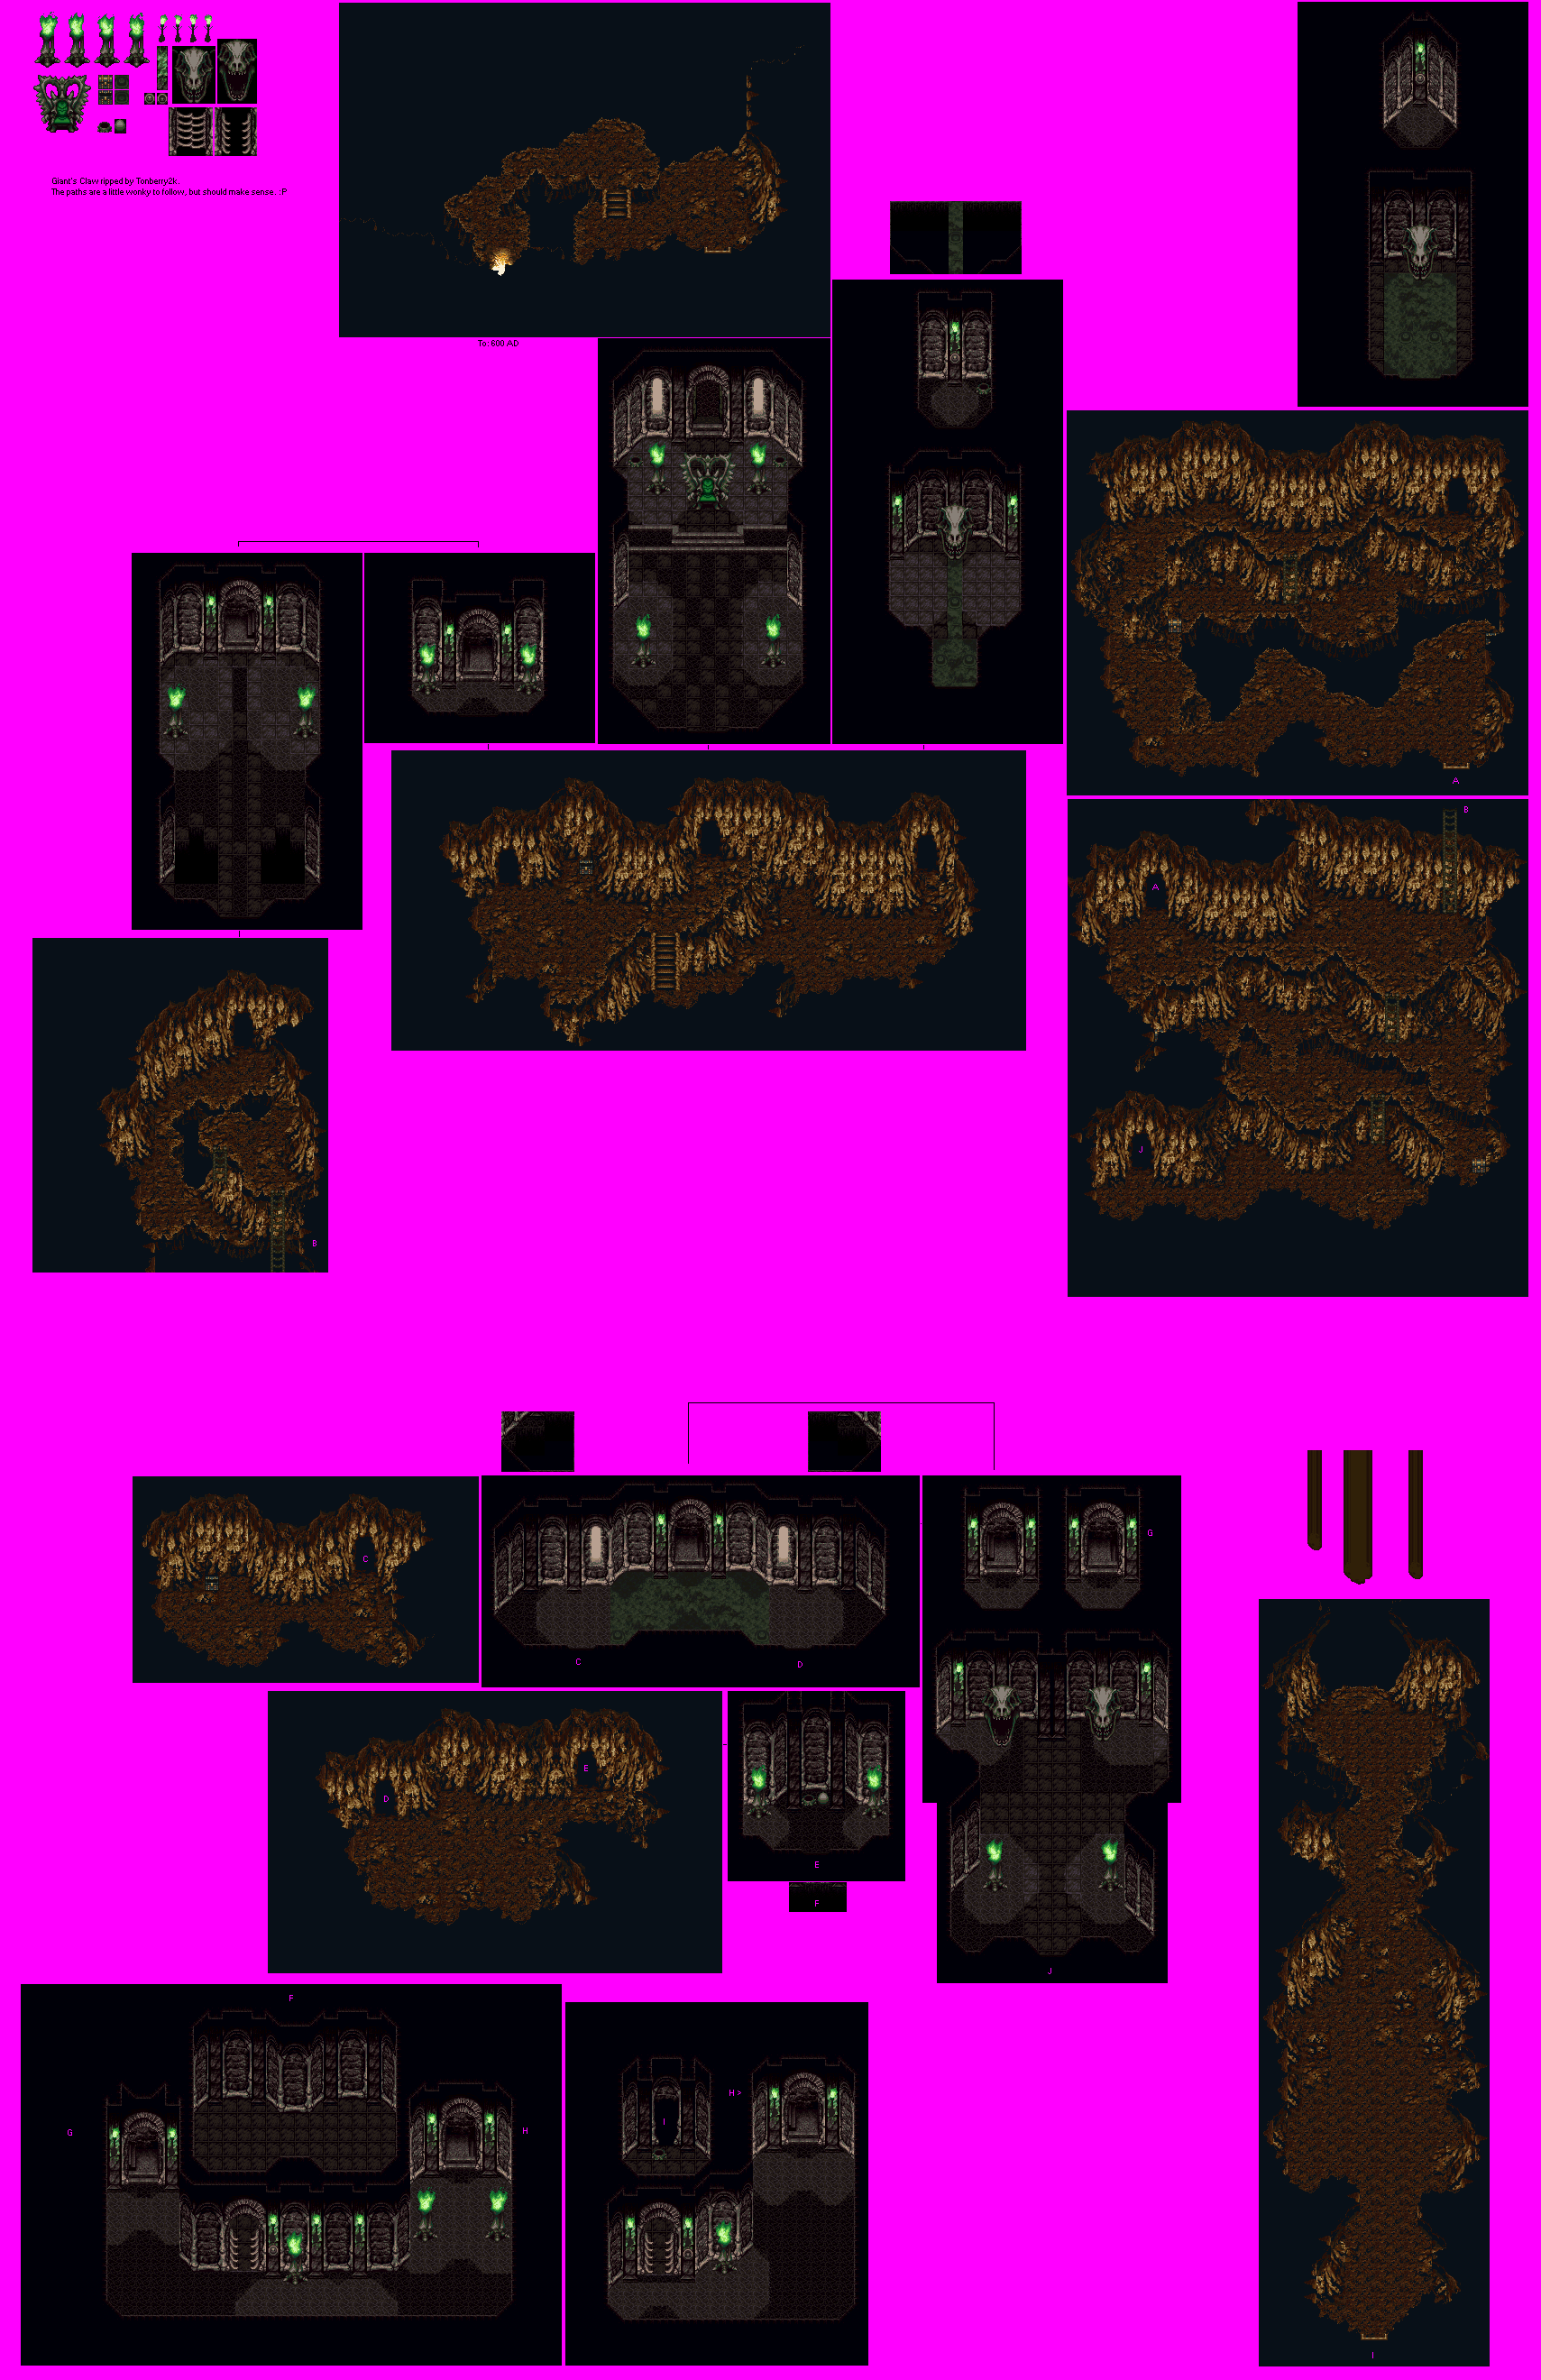 Giant's Claw ripped by Tonberry2k.
The paths are a little wonky to follow, but should make sense. :P
To: 600 AD
A
B
A
J
B
C
G
C
D
E
D
E
F
J
F
H >
I
G
H
I